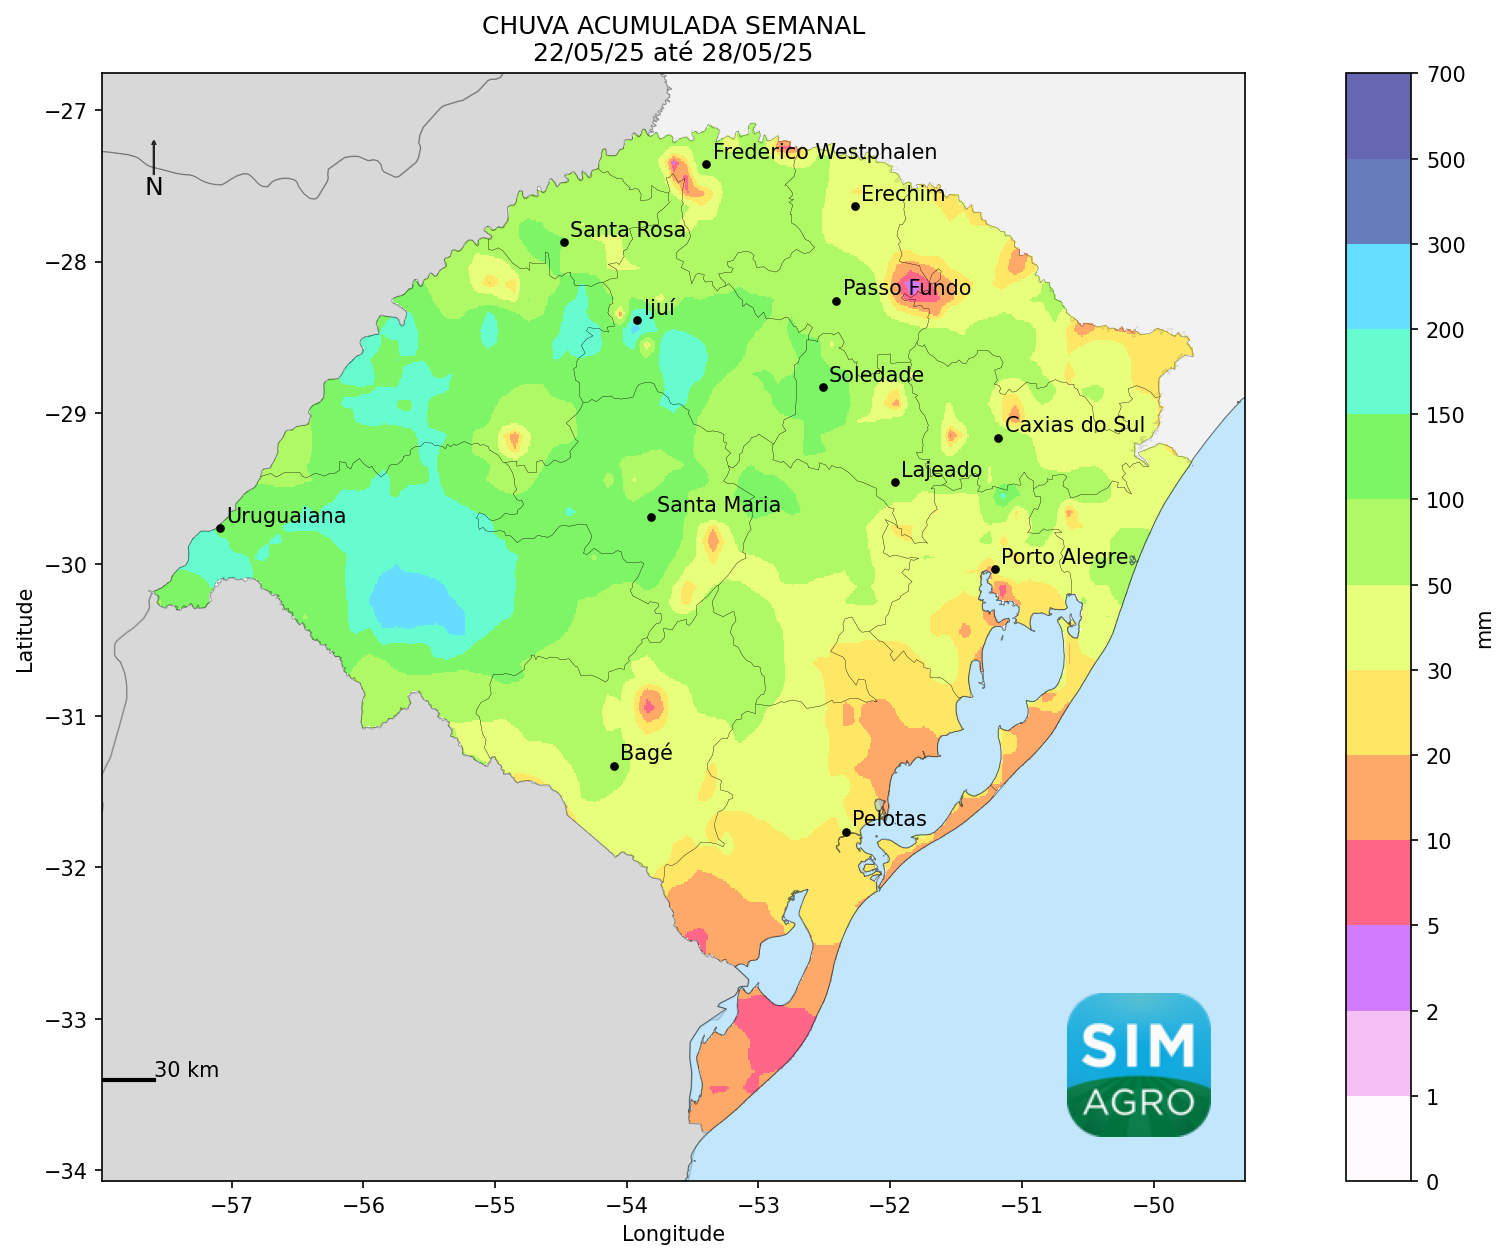 CHUVA ACUMULADA SEMANAL
22/05/25 até 28/05/25
N
Frederico Westphalen
Erechim
Santa Rosa
Passo Fundo
Ijuí
Soledade
Caxias do Sul
Lajeado
Santa Maria
Uruguaiana
Porto Alegre
Bagé
Pelotas
30 km
SIM
AGRO
−27
−28
−29
−30
−31
−32
−33
−34
Latitude
−57
−56
−55
−54
−53
−52
−51
−50
Longitude
700
500
300
200
150
100
50
30
20
10
5
2
1
0
mm